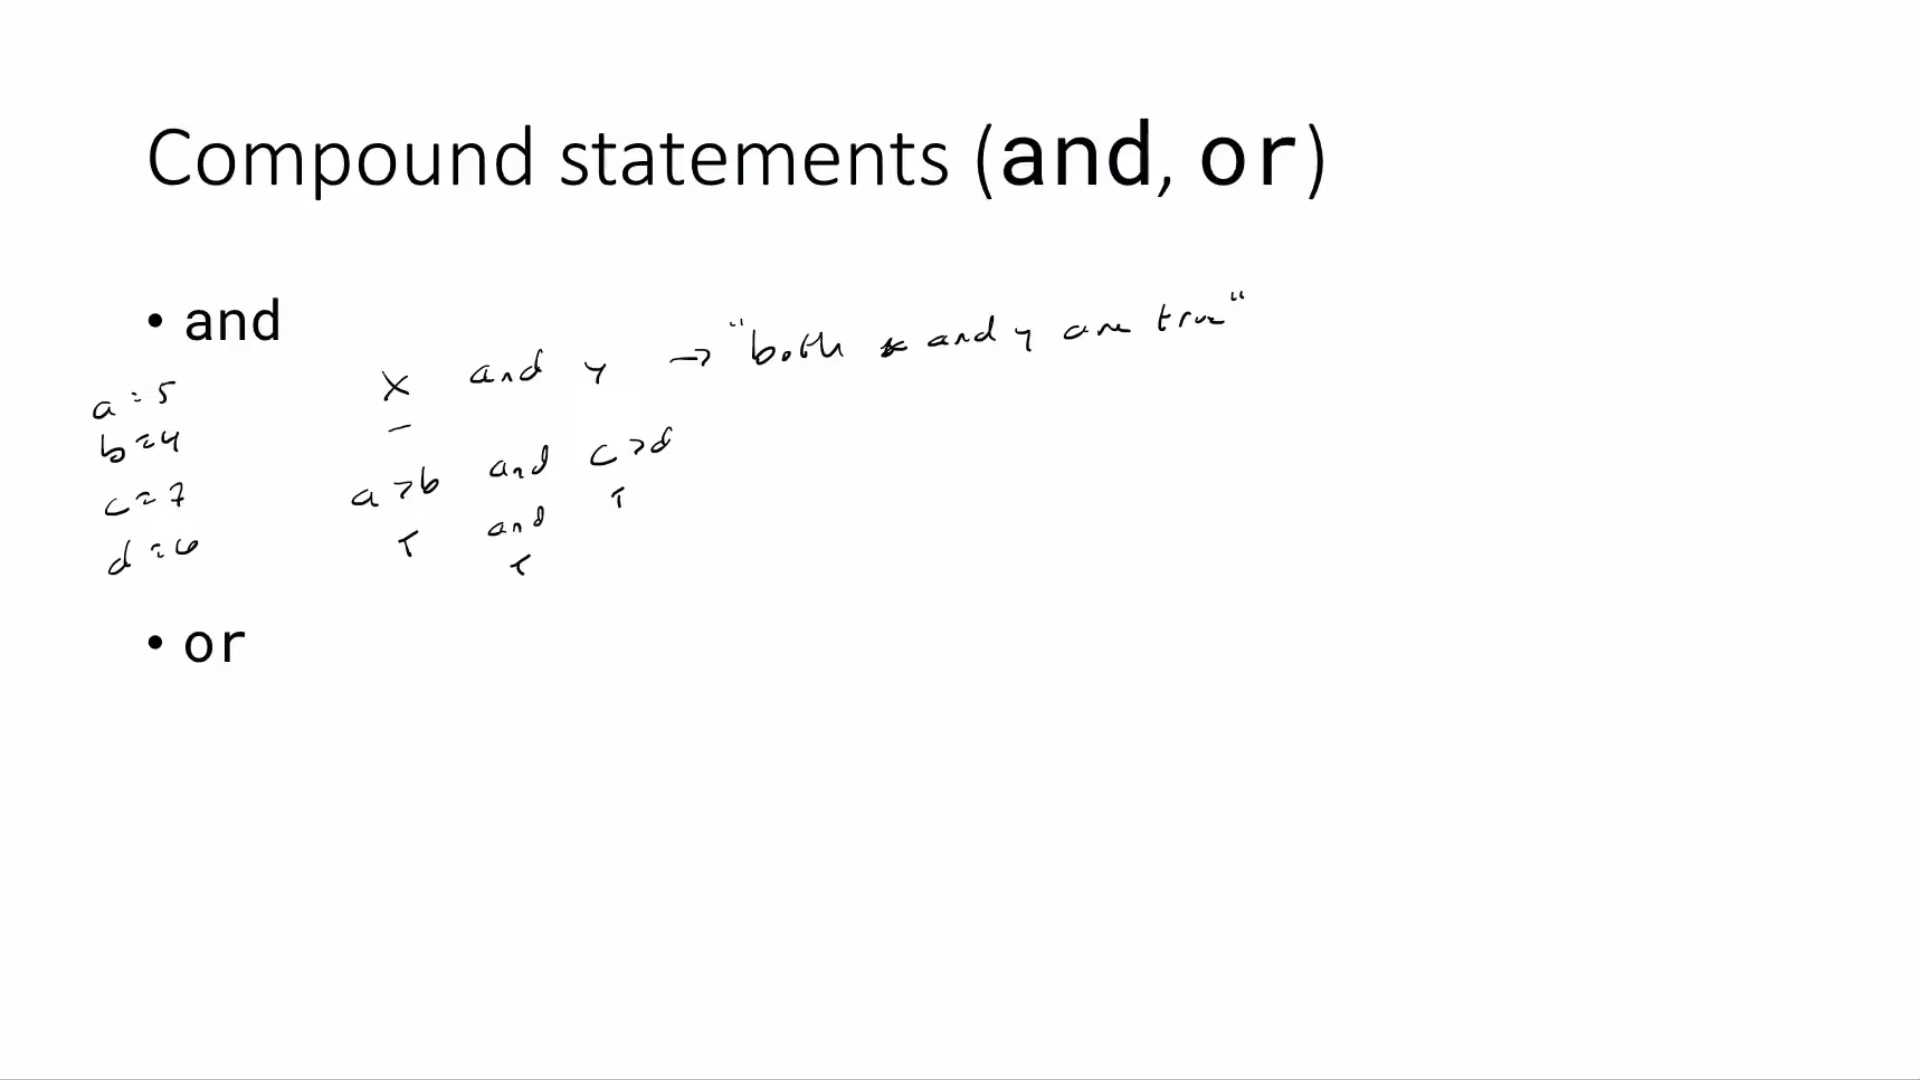 Compound statements (and, or)
• and
x and y → "both x and y are true"
a = 5
b = 4
c = 7
d = 6
a > b and c > d
T and T
T
• or